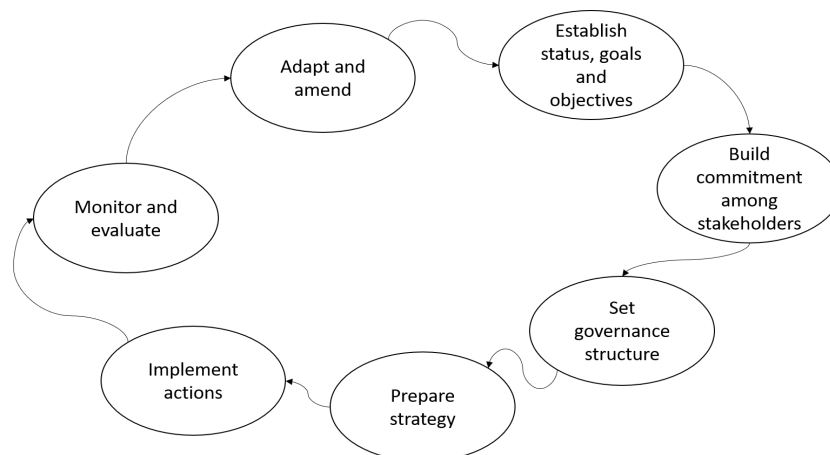 Establish
status, goals
and
objectives
Build
commitment
among
stakeholders
Set
governance
structure
Prepare
strategy
Implement
actions
Monitor and
evaluate
Adapt and
amend